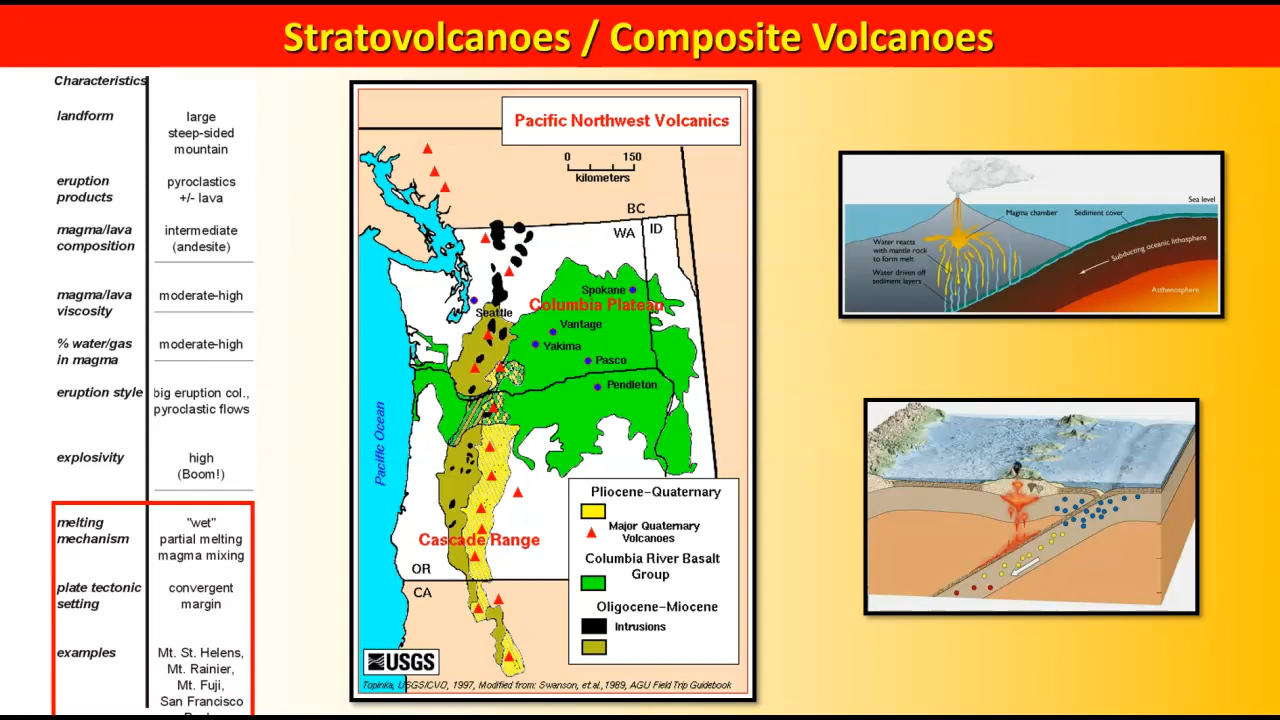 Stratovolcanoes / Composite Volcanoes
Characteristics
landform
large
steep-sided
mountain
eruption
products
pyroclastics
+/- lava
magma/lava
composition
intermediate
(andesite)
magma/lava
viscosity
moderate-high
% water/gas
in magma
moderate-high
eruption style
big eruption col.,
pyroclastic flows
explosivity
high
(Boom!)
melting
mechanism
"wet"
partial melting
magma mixing
plate tectonic
setting
convergent
margin
examples
Mt. St. Helens,
Mt. Rainier,
Mt. Fuji,
San Francisco
Pacific Northwest Volcanics
0 150
kilometers
BC
WA
ID
Spokane
Columbia Plateau
Seattle
Vantage
Yakima
Pasco
Pendleton
Pacific Ocean
Cascade Range
OR
CA
Pliocene-Quaternary
Major Quaternary
Volcanoes
Columbia River Basalt
Group
Oligocene-Miocene
Intrusions
USGS
Topinka, USGS/CVO, 1997, Modified from: Swanson, et.al., 1989, AGU Field Trip Guidebook
Sea level
Magma chamber
Sediment cover
Water reacts
with mantle rock
to form melt
Water driven off
sediment layers
Subducting oceanic lithosphere
Asthenosphere